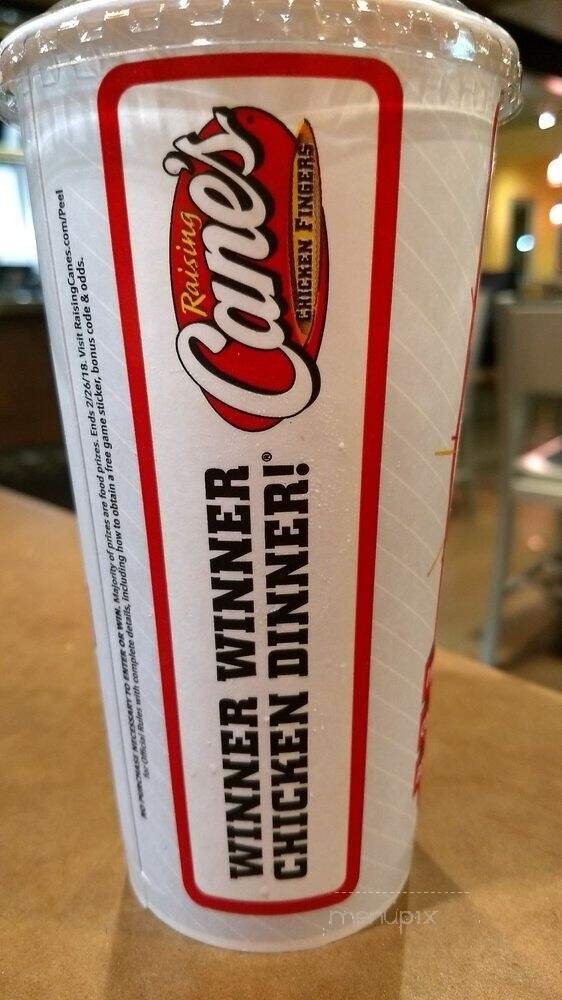 Raising
Cane's
CHICKEN FINGERS
WINNER WINNER
CHICKEN DINNER!®
NO PURCHASE NECESSARY TO ENTER OR WIN. Majority of prizes are food prizes. Ends 2/26/18. Visit RaisingCanes.com/Peel
for Official Rules with complete details, including how to obtain a free game sticker, bonus code & odds.
menupix